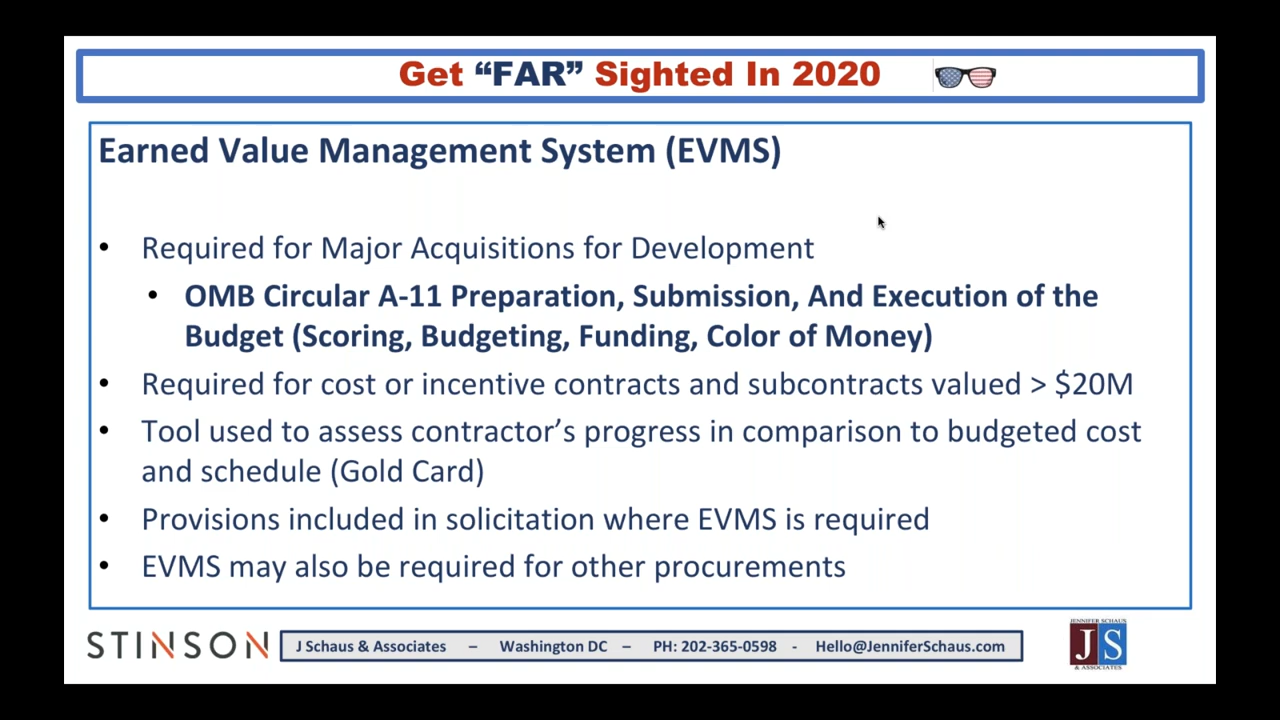 Get “FAR” Sighted In 2020
Earned Value Management System (EVMS)
• Required for Major Acquisitions for Development
• OMB Circular A-11 Preparation, Submission, And Execution of the
Budget (Scoring, Budgeting, Funding, Color of Money)
• Required for cost or incentive contracts and subcontracts valued > $20M
• Tool used to assess contractor’s progress in comparison to budgeted cost
and schedule (Gold Card)
• Provisions included in solicitation where EVMS is required
• EVMS may also be required for other procurements
STINSON
J Schaus & Associates – Washington DC – PH: 202-365-0598 - Hello@JenniferSchaus.com
JENNIFER SCHAUS
JS
& ASSOCIATES